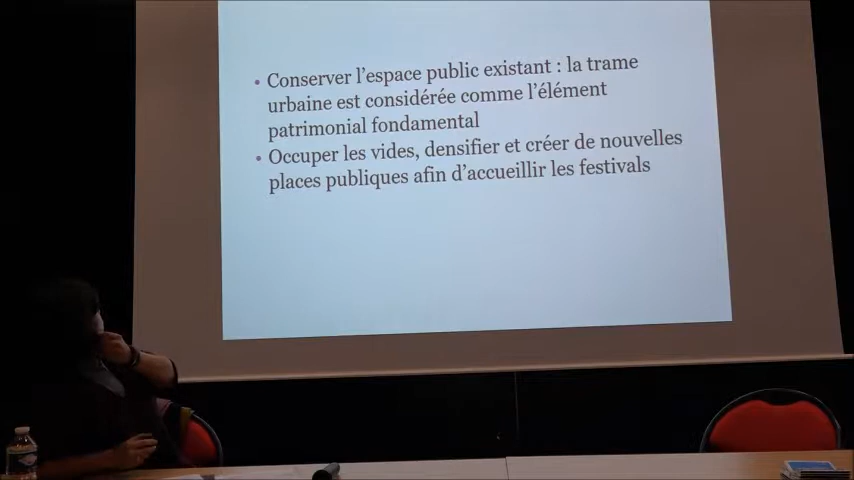 • Conserver l'espace public existant : la trame
urbaine est considérée comme l'élément
patrimonial fondamental
• Occuper les vides, densifier et créer de nouvelles
places publiques afin d'accueillir les festivals